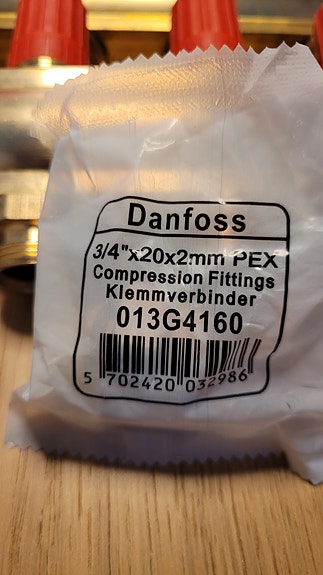 Danfoss
3/4"x20x2mm PEX
Compression Fittings
Klemmverbinder
013G4160
5 702420 032986